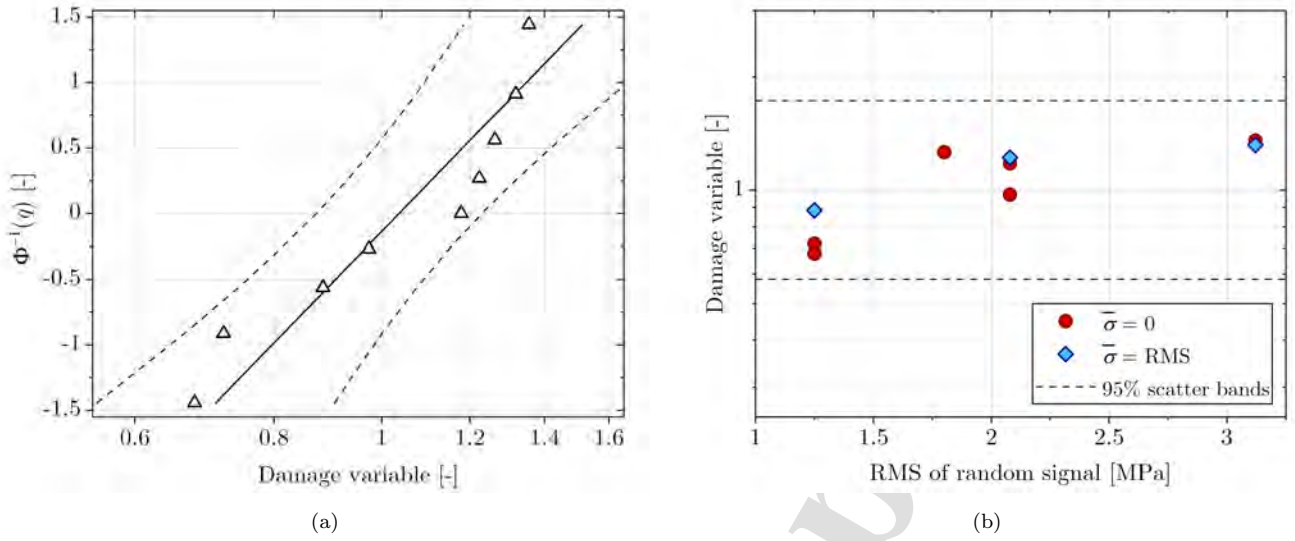 1.5
1
0.5
0
-0.5
-1
-1.5
Φ⁻¹(q) [-]
0.6 0.8 1 1.2 1.4 1.6
Damage variable [-]
(a)
Damage variable [-]
1
σ̅ = 0
σ̅ = RMS
95% scatter bands
1 1.5 2 2.5 3
RMS of random signal [MPa]
(b)